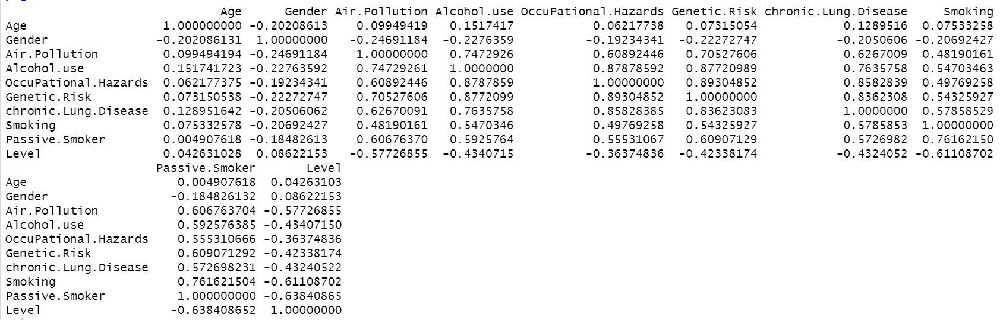 Age Gender Air.Pollution Alcohol.use OccuPational.Hazards Genetic.Risk chronic.Lung.Disease Smoking
Age 1.000000000 -0.20208613 0.09949419 0.1517417 0.06217738 0.07315054 0.1289516 0.07533258
Gender -0.202086131 1.00000000 -0.24691184 -0.2276359 -0.19234341 -0.22272747 -0.2050606 -0.20692427
Air.Pollution 0.099494194 -0.24691184 1.00000000 0.7472926 0.60892446 0.70527606 0.6267009 0.48190161
Alcohol.use 0.151741723 -0.22763592 0.74729261 1.0000000 0.87878592 0.87720989 0.7635758 0.54703463
OccuPational.Hazards 0.062177375 -0.19234341 0.60892446 0.8787859 1.00000000 0.89304852 0.8582839 0.49769258
Genetic.Risk 0.073150538 -0.22272747 0.70527606 0.8772099 0.89304852 1.00000000 0.8362308 0.54325927
chronic.Lung.Disease 0.128951642 -0.20506062 0.62670091 0.7635758 0.85828385 0.83623083 1.0000000 0.57858529
Smoking 0.075332578 -0.20692427 0.48190161 0.5470346 0.49769258 0.54325927 0.5785853 1.00000000
Passive.Smoker 0.004907618 -0.18482613 0.60676370 0.5925764 0.55531067 0.60907129 0.5726982 0.76162150
Level 0.042631028 0.08622153 -0.57726855 -0.4340715 -0.36374836 -0.42338174 -0.4324052 -0.61108702
Passive.Smoker Level
Age 0.004907618 0.04263103
Gender -0.184826132 0.08622153
Air.Pollution 0.606763704 -0.57726855
Alcohol.use 0.592576385 -0.43407150
OccuPational.Hazards 0.555310666 -0.36374836
Genetic.Risk 0.609071292 -0.42338174
chronic.Lung.Disease 0.572698231 -0.43240522
Smoking 0.761621504 -0.61108702
Passive.Smoker 1.000000000 -0.63840865
Level -0.638408652 1.00000000